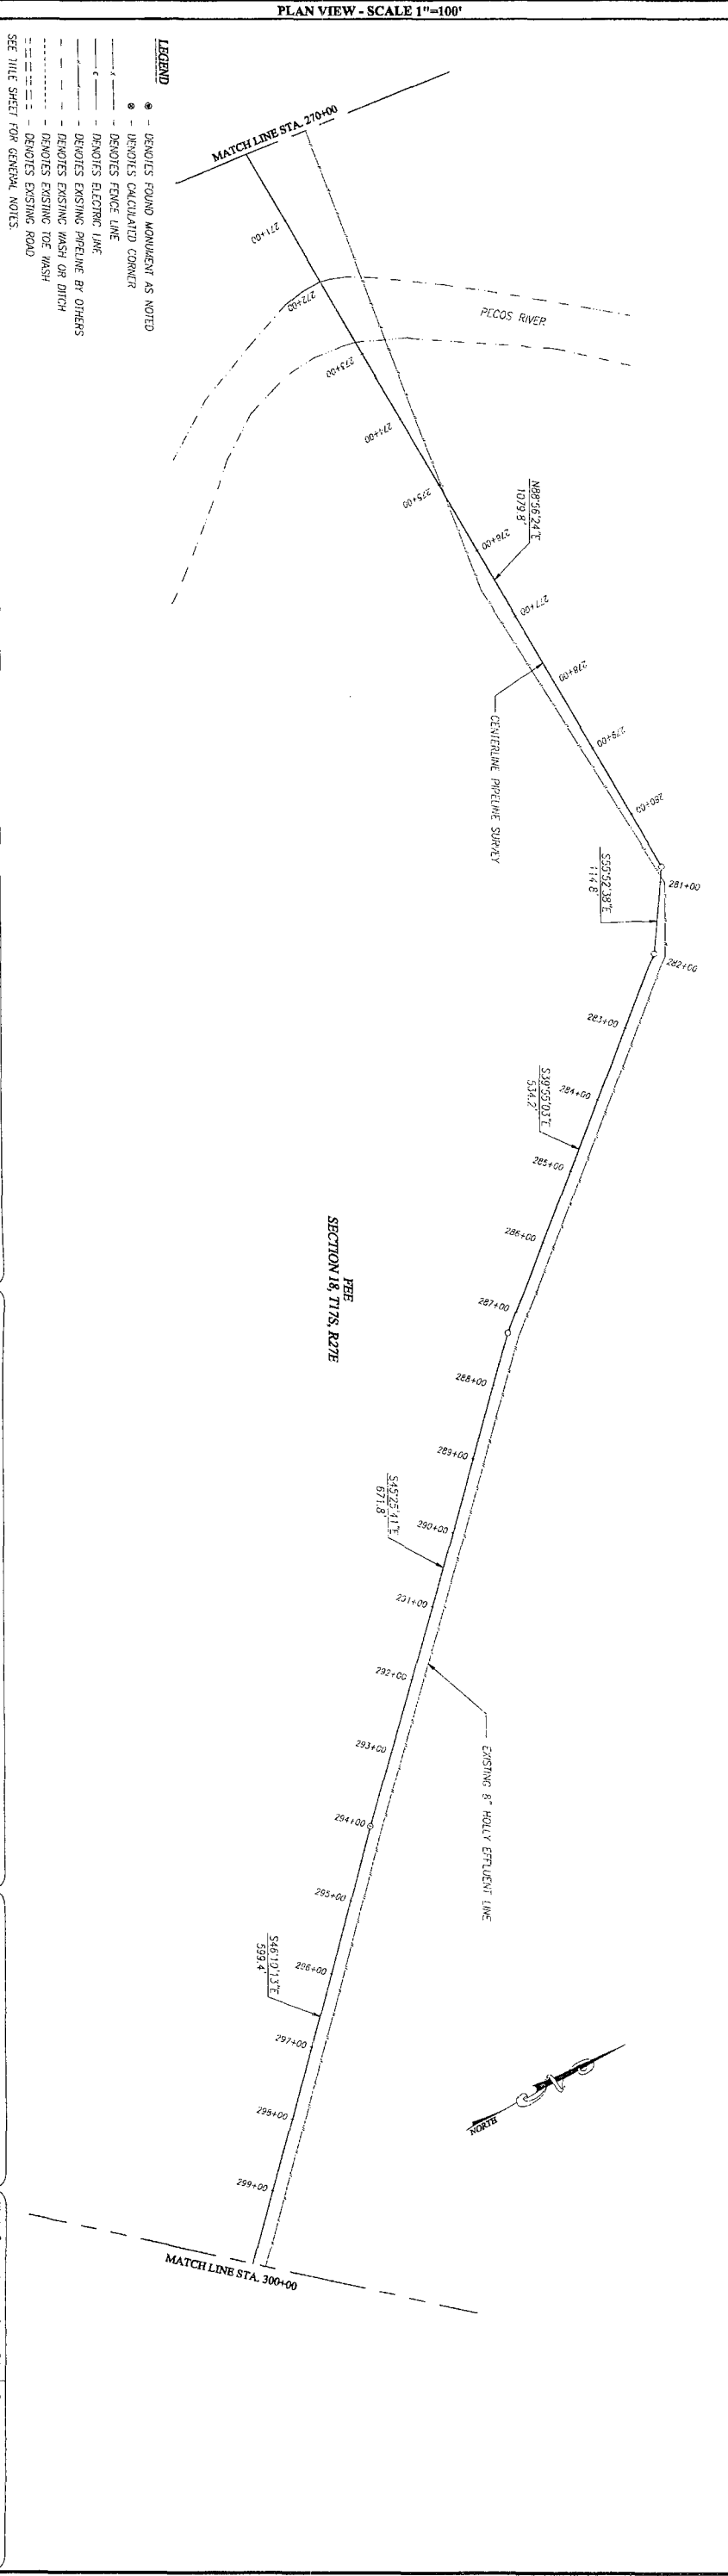 PLAN VIEW - SCALE 1"=100'
LEGEND
- DENOTES FOUND MONUMENT AS NOTED
- DENOTES CALCULATED CORNER
x - DENOTES FENCE LINE
E - DENOTES ELECTRIC LINE
- DENOTES EXISTING PIPELINE BY OTHERS
- DENOTES EXISTING WASH OR DITCH
- DENOTES EXISTING TOE WASH
- DENOTES EXISTING ROAD
SEE TITLE SHEET FOR GENERAL NOTES.
MATCH LINE STA. 270+00
271+00
272+00
PECOS RIVER
273+00
274+00
275+00
N88°56'24"E
1079.8'
276+00
277+00
278+00
CENTERLINE PIPELINE SURVEY
279+00
280+00
281+00
S55°52'38"E
114.8'
282+00
283+00
284+00
S39°55'03"E
534.2'
285+00
286+00
FEE
SECTION 18, T17S, R27E
287+00
288+00
289+00
S45°25'41"E
671.8'
290+00
291+00
292+00
293+00
EXISTING 8" HOLLY EFFLUENT LINE
294+00
295+00
S46°10'13"E
599.4'
296+00
297+00
298+00
299+00
NORTH
MATCH LINE STA. 300+00